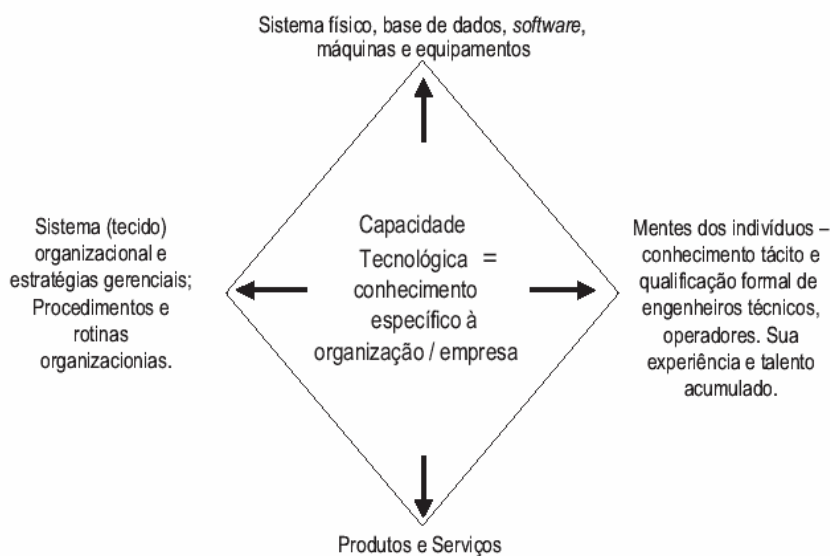 Sistema físico, base de dados, software,
máquinas e equipamentos
Sistema (tecido)
organizacional e
estratégias gerenciais;
Procedimentos e
rotinas
organizacionias.
Capacidade
Tecnológica =
conhecimento
específico à
organização / empresa
Mentes dos indivíduos –
conhecimento tácito e
qualificação formal de
engenheiros técnicos,
operadores. Sua
experiência e talento
acumulado.
Produtos e Serviços